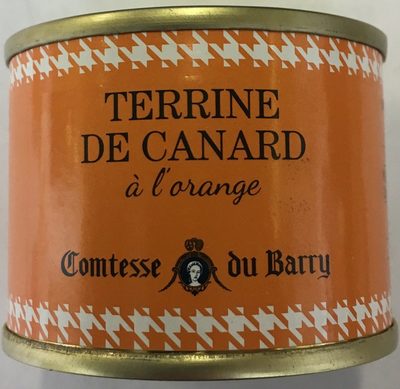 TERRINE
DE CANARD
à l'orange
Comtesse du Barry